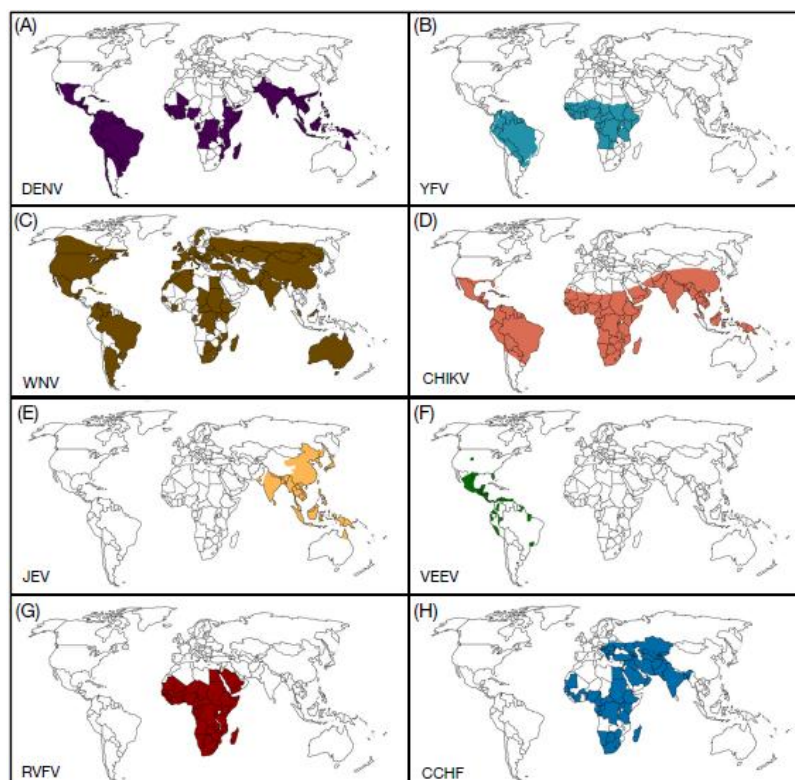 (A)
DENV
(B)
YFV
(C)
WNV
(D)
CHIKV
(E)
JEV
(F)
VEEV
(G)
RVFV
(H)
CCHF